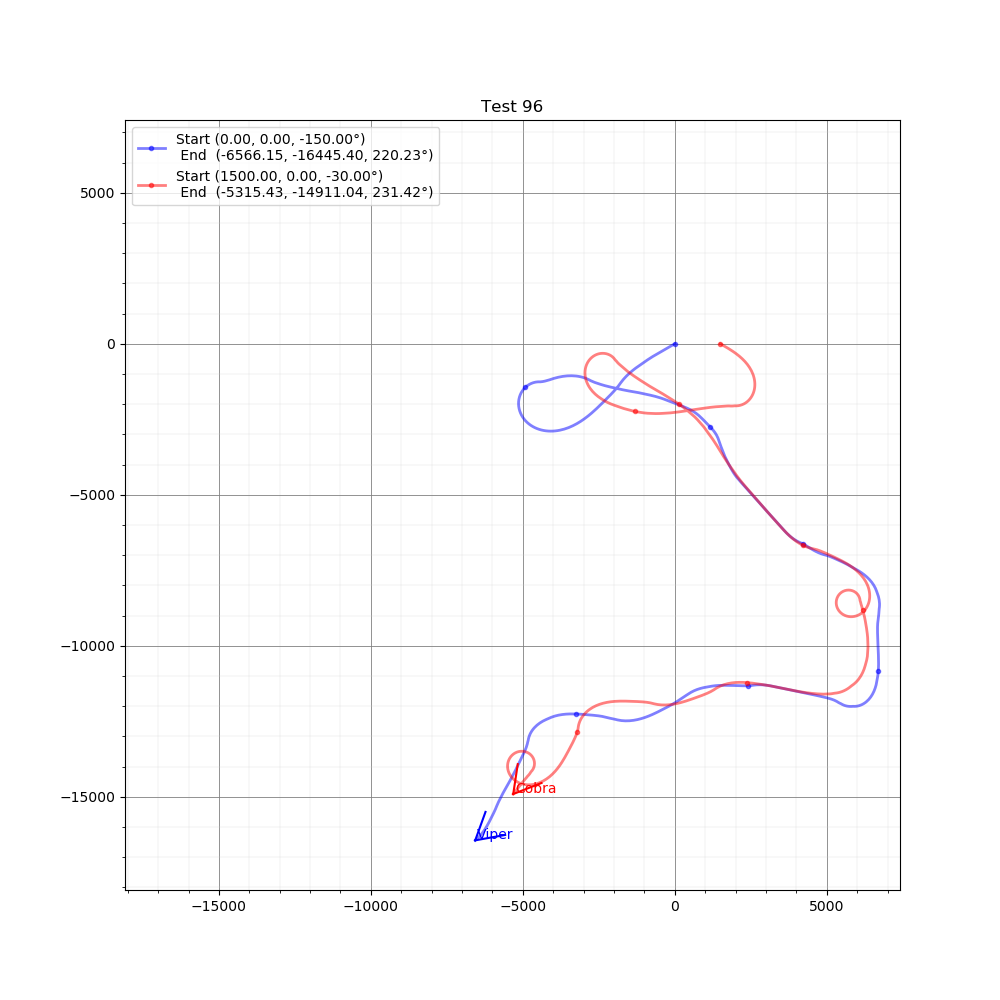 Test 96
Start (0.00, 0.00, -150.00°)
End (-6566.15, -16445.40, 220.23°)
Start (1500.00, 0.00, -30.00°)
End (-5315.43, -14911.04, 231.42°)
5000
0
−5000
−10000
−15000
Cobra
Viper
−15000 −10000 −5000 0 5000